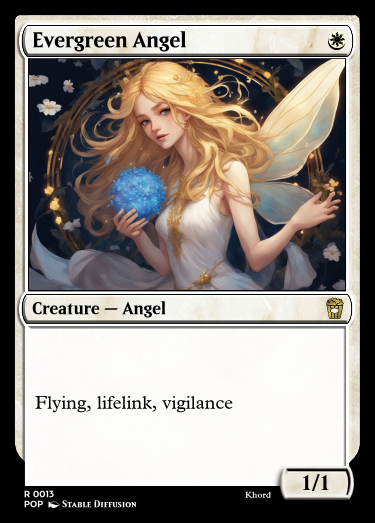 Evergreen Angel
Creature — Angel
Flying, lifelink, vigilance
1/1
R 0013
POP Stable Diffusion
Khord